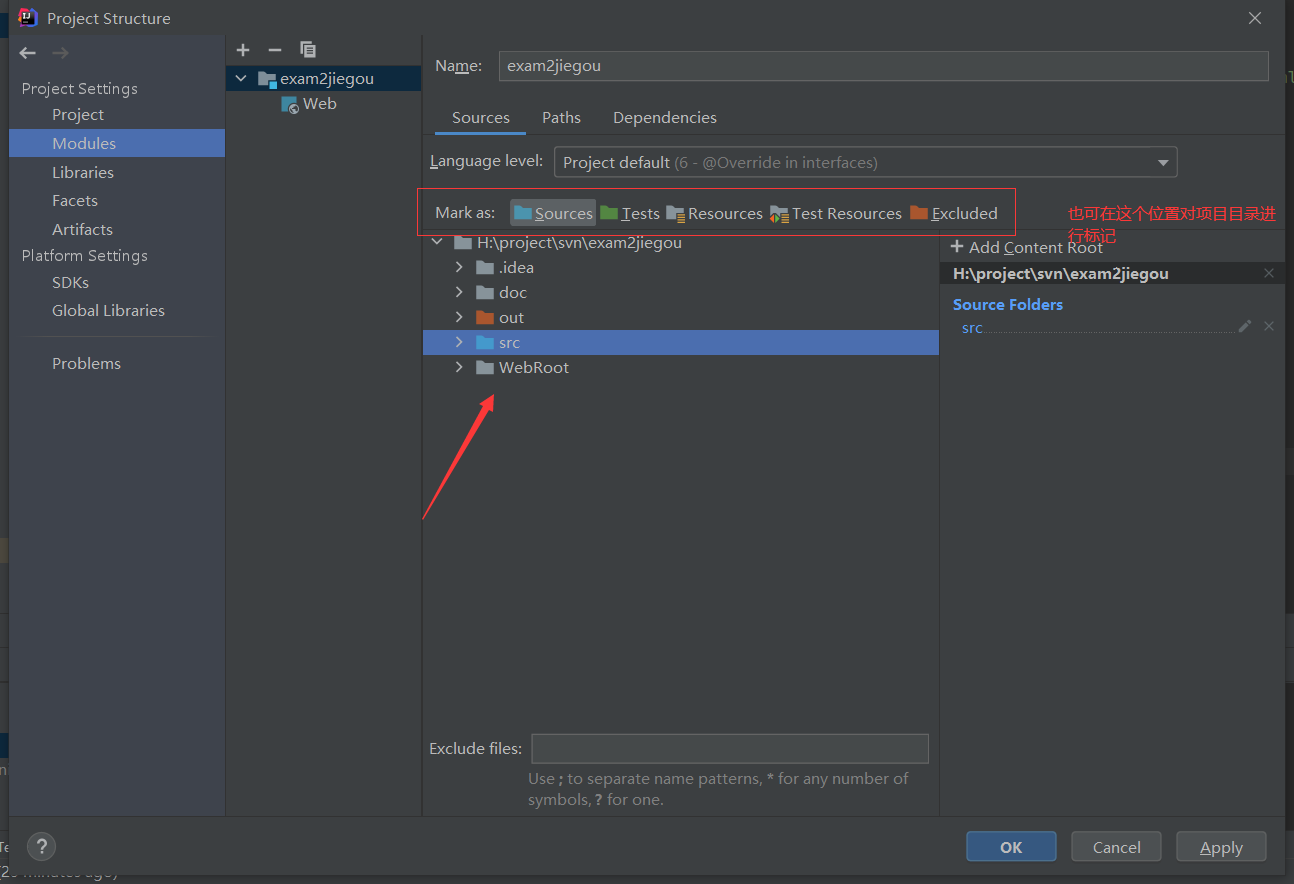 Project Structure
Project Settings
Project
Modules
Libraries
Facets
Artifacts
Platform Settings
SDKs
Global Libraries
Problems
exam2jiegou
Web
Name: exam2jiegou
Sources Paths Dependencies
Language level: Project default (6 - @Override in interfaces)
Mark as: Sources Tests Resources Test Resources Excluded
也可在这个位置对项目目录进
行标记
H:\project\svn\exam2jiegou
.idea
doc
out
src
WebRoot
+ Add Content Root
H:\project\svn\exam2jiegou
Source Folders
src
Exclude files:
Use ; to separate name patterns, * for any number of
symbols, ? for one.
?
OK Cancel Apply